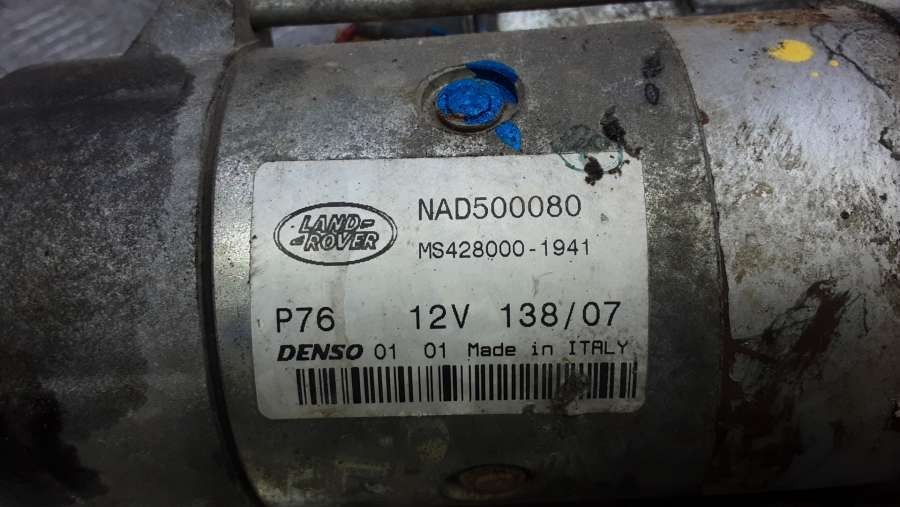 LAND-
-ROVER
NAD500080
MS428000-1941
P76 12V 138/07
DENSO 01 01 Made in ITALY